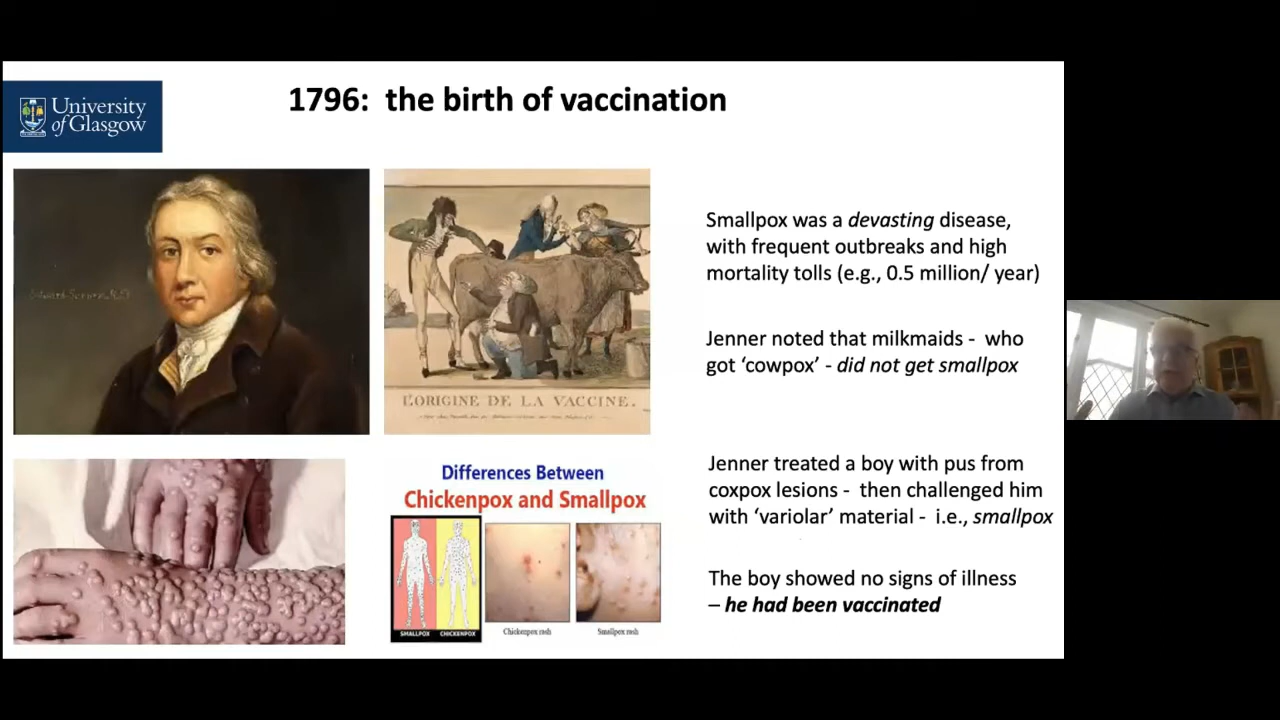 University
of Glasgow
1796:  the birth of vaccination
L'ORIGINE DE LA VACCINE.
Smallpox was a devasting disease,
with frequent outbreaks and high
mortality tolls (e.g., 0.5 million/ year)
Jenner noted that milkmaids -  who
got ‘cowpox’ - did not get smallpox
Differences Between
Chickenpox and Smallpox
SMALLPOX
CHICKENPOX
Chickenpox rash
Smallpox rash
Jenner treated a boy with pus from
coxpox lesions -  then challenged him
with ‘variolar’ material -  i.e., smallpox
The boy showed no signs of illness
– he had been vaccinated